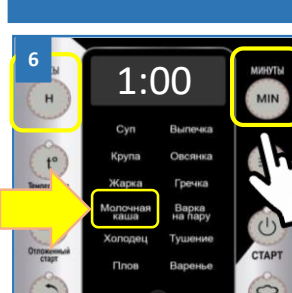 6
Ы
МИНУТЫ
1:00
H
MIN
Суп
Выпечка
Крупа
Овсянка
t°
Жарка
Гречка
Молочная каша
Варка на пару
Холодец
Тушение
Отложенный
старт
СТАРТ
Плов
Варенье